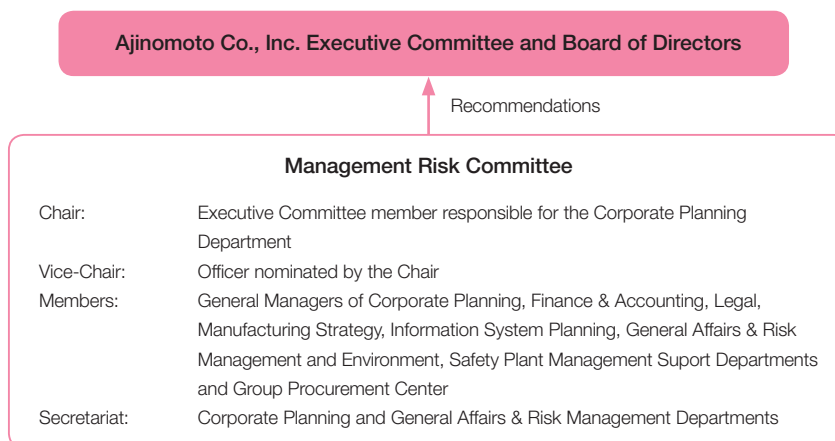 Ajinomoto Co., Inc. Executive Committee and Board of Directors
Recommendations
Management Risk Committee
Chair: Executive Committee member responsible for the Corporate Planning
Department
Vice-Chair: Officer nominated by the Chair
Members: General Managers of Corporate Planning, Finance & Accounting, Legal,
Manufacturing Strategy, Information System Planning, General Affairs & Risk
Management and Environment, Safety Plant Management Suport Departments
and Group Procurement Center
Secretariat: Corporate Planning and General Affairs & Risk Management Departments